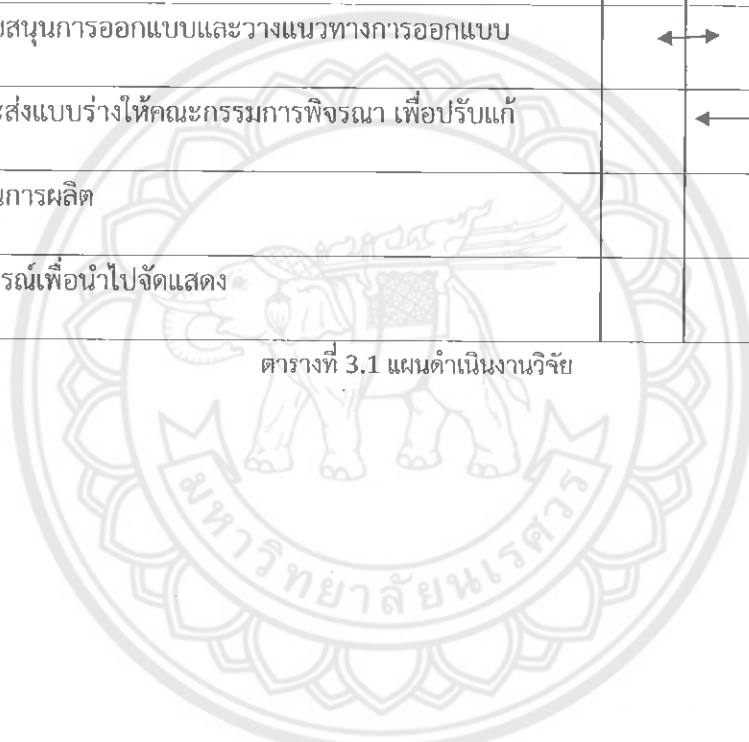 สนุนการออกแบบและวางแนวทางการออกแบบ
ะส่งแบบร่างให้คณะกรรมการพิจรณา เพื่อปรับแก้
นการผลิต
รณ์เพื่อนำไปจัดแสดง
ตารางที่ 3.1 แผนดำเนินงานวิจัย
มหาวิทยาลัยนเรศวร